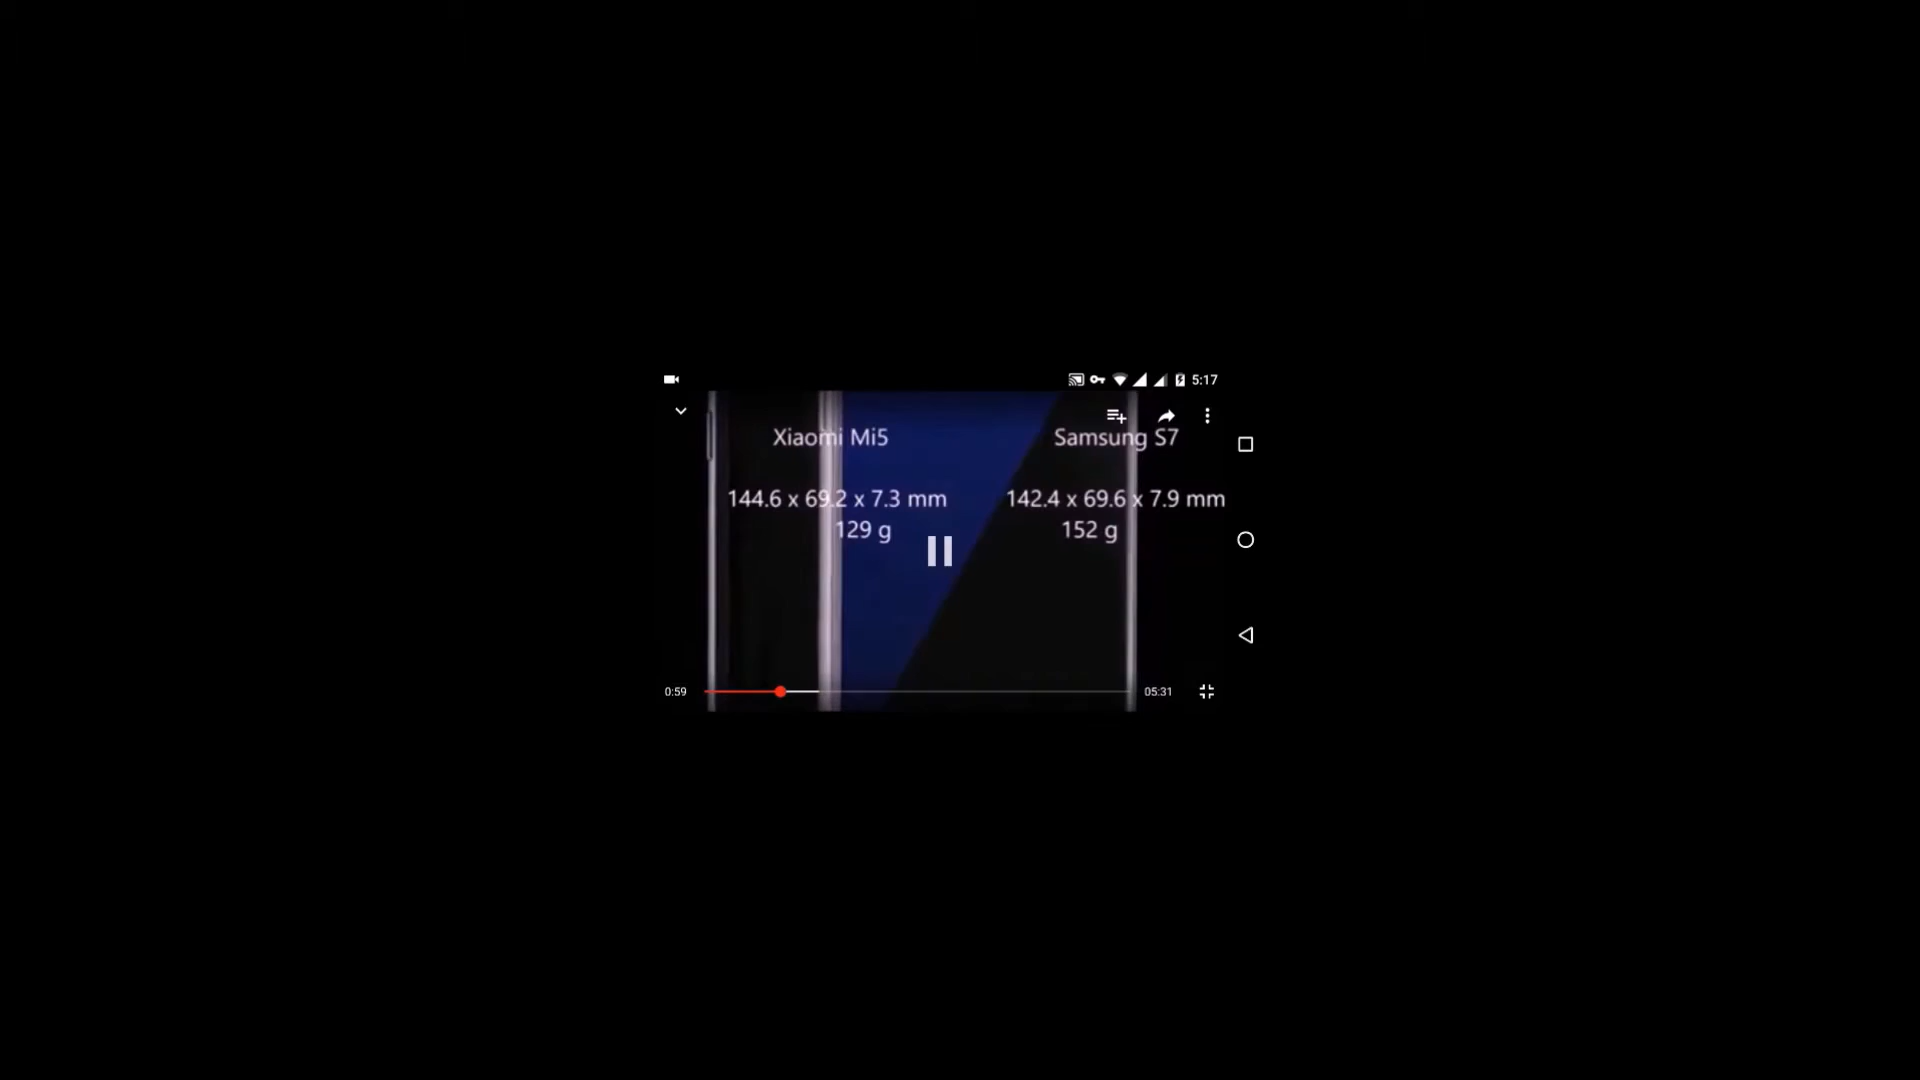 5:17
Xiaomi Mi5 Samsung S7
144.6 x 69.2 x 7.3 mm 142.4 x 69.6 x 7.9 mm
129 g 152 g
0:59 05:31